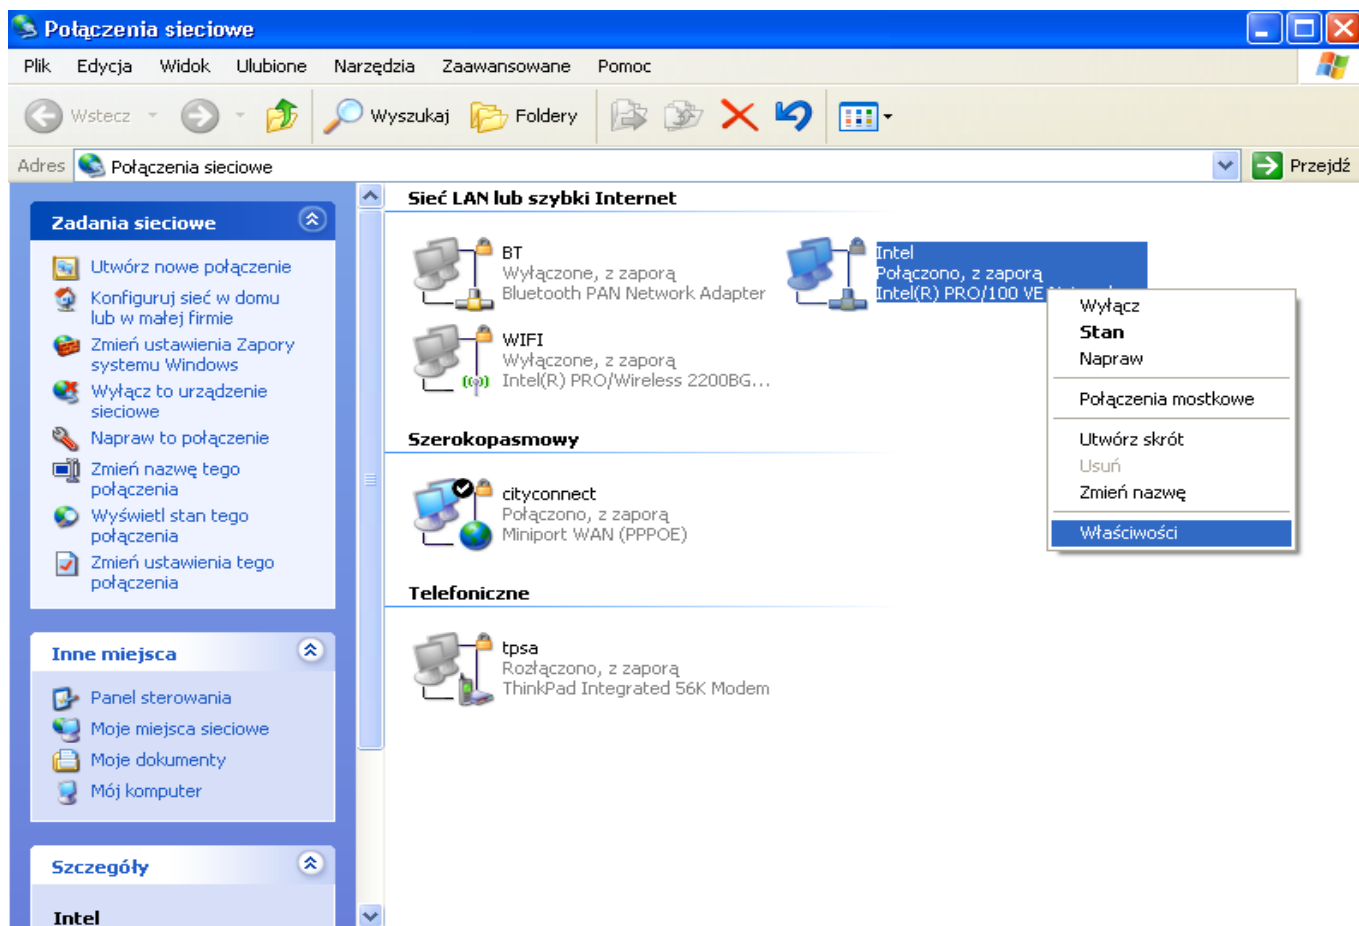 Połączenia sieciowe
Plik Edycja Widok Ulubione Narzędzia Zaawansowane Pomoc
Wstecz Wyszukaj Foldery
Adres Połączenia sieciowe Przejdź
Zadania sieciowe
Utwórz nowe połączenie
Konfiguruj sieć w domu
lub w małej firmie
Zmień ustawienia Zapory
systemu Windows
Wyłącz to urządzenie
sieciowe
Napraw to połączenie
Zmień nazwę tego
połączenia
Wyświetl stan tego
połączenia
Zmień ustawienia tego
połączenia
Inne miejsca
Panel sterowania
Moje miejsca sieciowe
Moje dokumenty
Mój komputer
Szczegóły
Intel
Sieć LAN lub szybki Internet
BT
Wyłączone, z zaporą
Bluetooth PAN Network Adapter
Intel
Połączono, z zaporą
Intel(R) PRO/100 VE
WIFI
Wyłączone, z zaporą
Intel(R) PRO/Wireless 2200BG...
Szerokopasmowy
cityconnect
Połączono, z zaporą
Miniport WAN (PPPOE)
Telefoniczne
tpsa
Rozłączono, z zaporą
ThinkPad Integrated 56K Modem
Wyłącz
Stan
Napraw
Połączenia mostkowe
Utwórz skrót
Usuń
Zmień nazwę
Właściwości